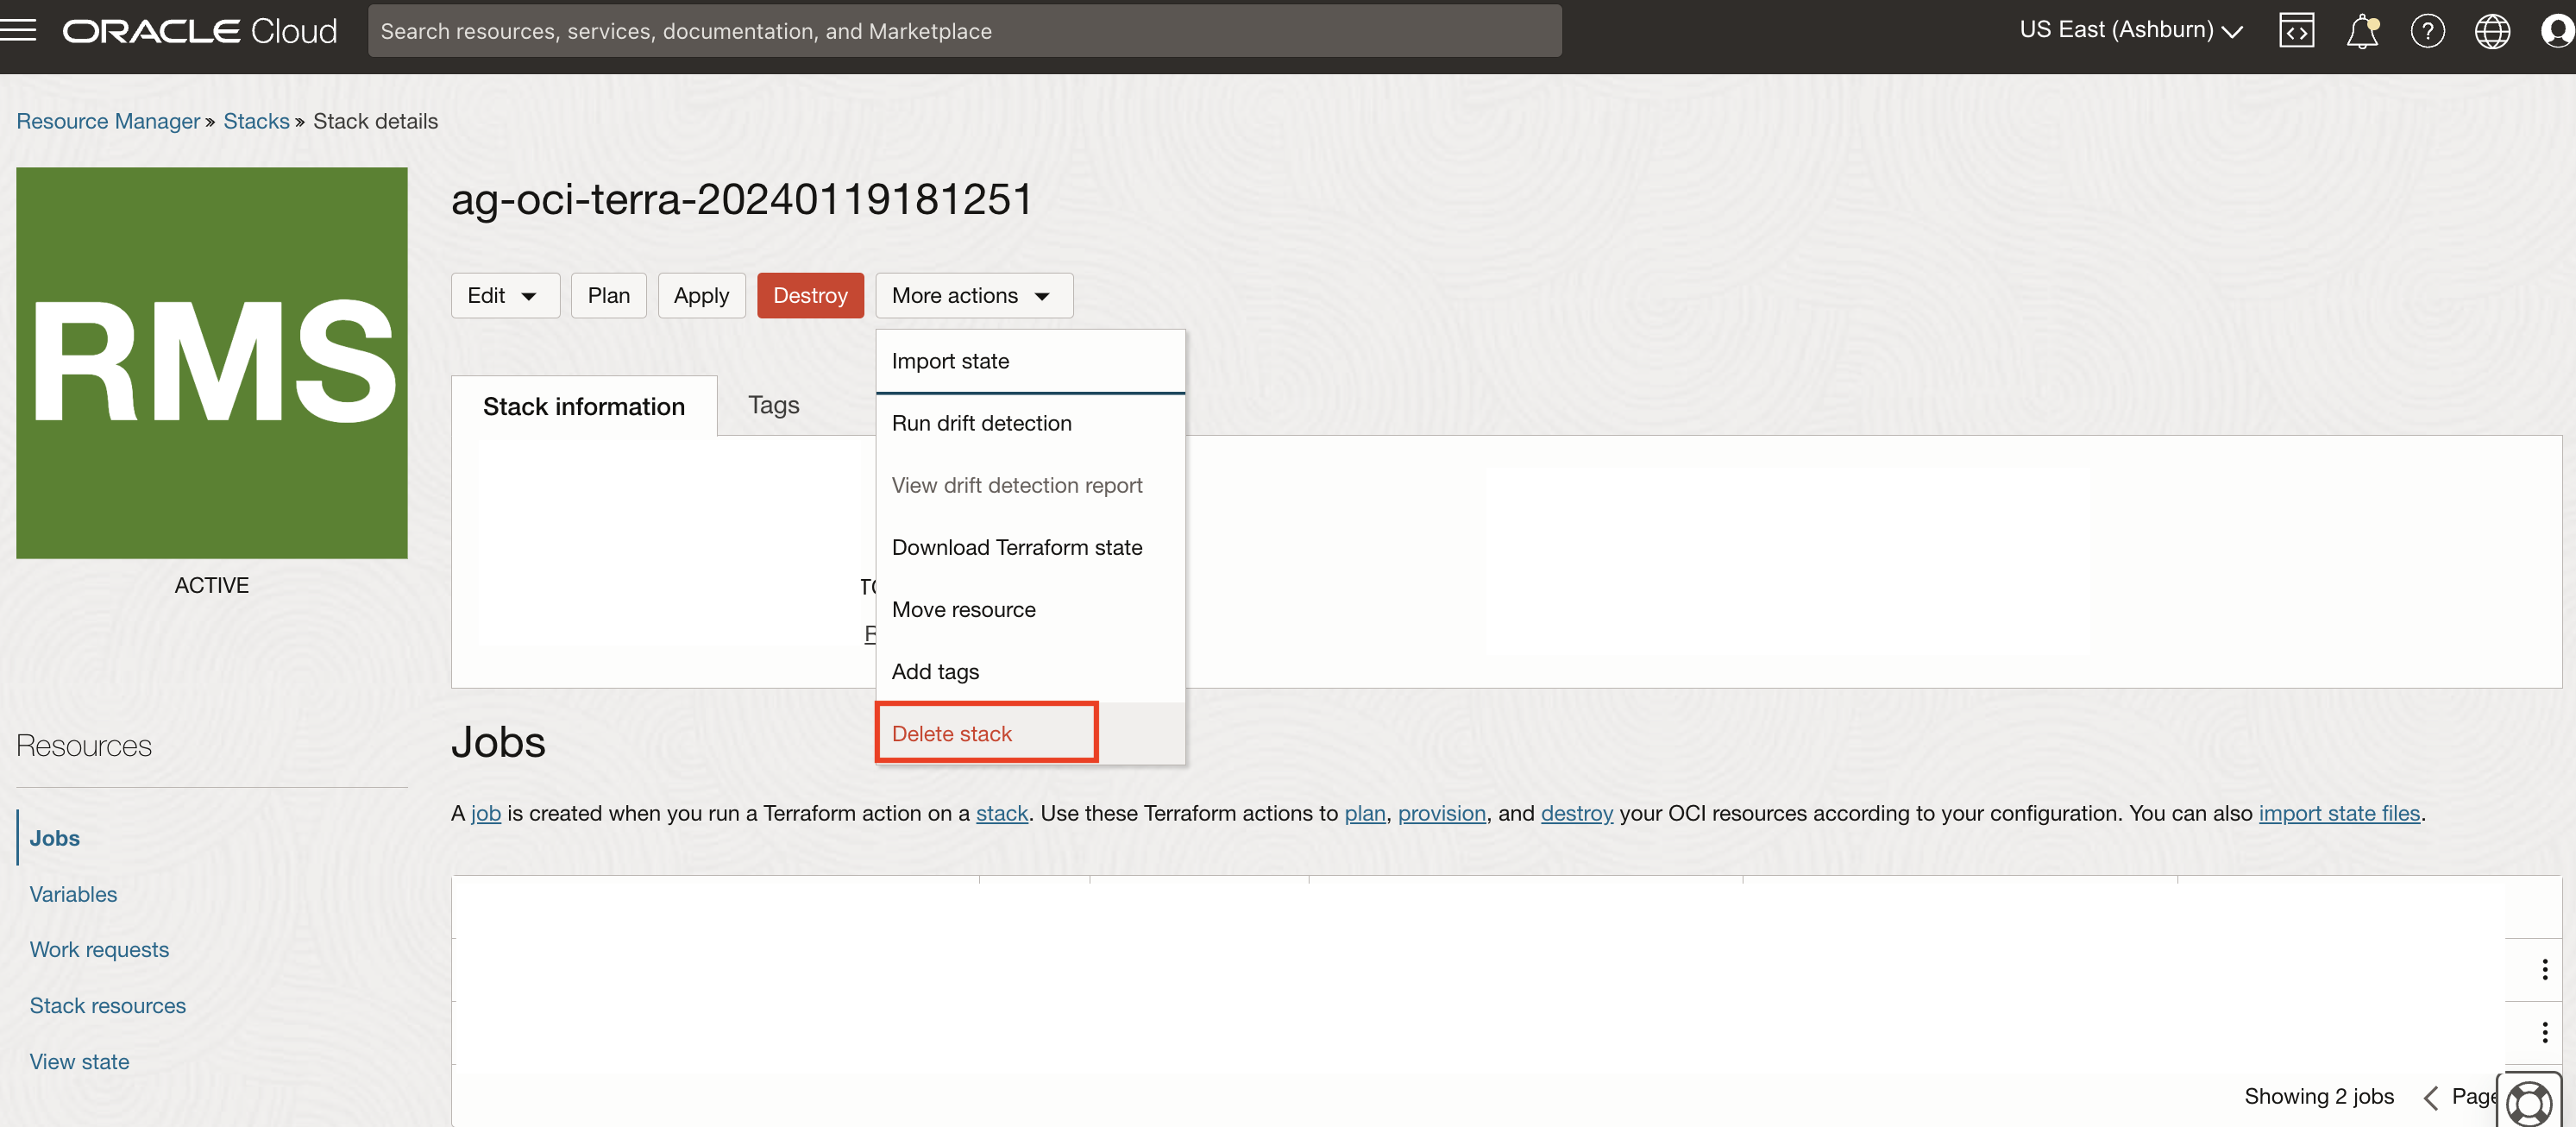 ORACLE Cloud
Search resources, services, documentation, and Marketplace
US East (Ashburn)
Resource Manager » Stacks » Stack details
RMS
ACTIVE
ag-oci-terra-20240119181251
Edit
Plan
Apply
Destroy
More actions
Import state
Run drift detection
View drift detection report
Download Terraform state
Move resource
Add tags
Delete stack
Stack information
Tags
Resources
Jobs
Variables
Work requests
Stack resources
View state
Jobs
A job is created when you run a Terraform action on a stack. Use these Terraform actions to plan, provision, and destroy your OCI resources according to your configuration. You can also import state files.
Showing 2 jobs
Page